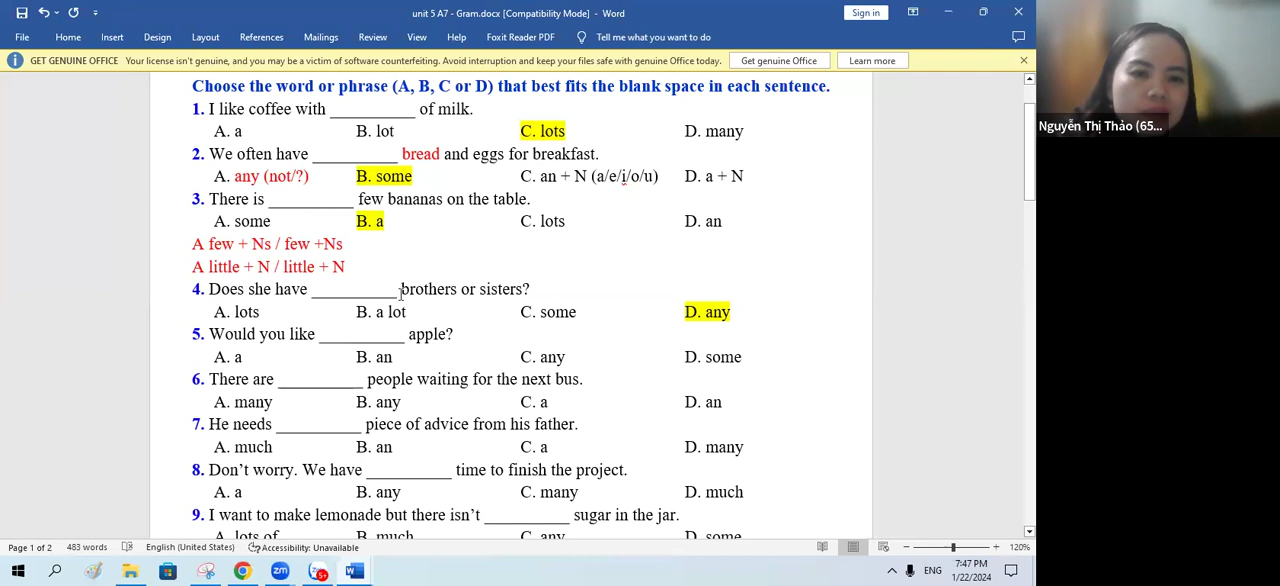 unit 5 A7 - Gram.docx [Compatibility Mode] - Word
Sign in
File Home Insert Design Layout References Mailings Review View Help Foxit Reader PDF Tell me what you want to do
GET GENUINE OFFICE Your license isn't genuine, and you may be a victim of software counterfeiting. Avoid interruption and keep your files safe with genuine Office today. Get genuine Office Learn more
Choose the word or phrase (A, B, C or D) that best fits the blank space in each sentence.
1. I like coffee with __________ of milk.
A. a B. lot C. lots D. many
2. We often have __________ bread and eggs for breakfast.
A. any (not/?) B. some C. an + N (a/e/i/o/u) D. a + N
3. There is __________ few bananas on the table.
A. some B. a C. lots D. an
A few + Ns / few +Ns
A little + N / little + N
4. Does she have __________ brothers or sisters?
A. lots B. a lot C. some D. any
5. Would you like __________ apple?
A. a B. an C. any D. some
6. There are __________ people waiting for the next bus.
A. many B. any C. a D. an
7. He needs __________ piece of advice from his father.
A. much B. an C. a D. many
8. Don't worry. We have __________ time to finish the project.
A. a B. any C. many D. much
9. I want to make lemonade but there isn't __________ sugar in the jar.
A. lots of B. much C. any D. some
Nguyễn Thị Thảo (65...
Page 1 of 2 483 words English (United States) Accessibility: Unavailable 120%
ENG 7:47 PM
1/22/2024